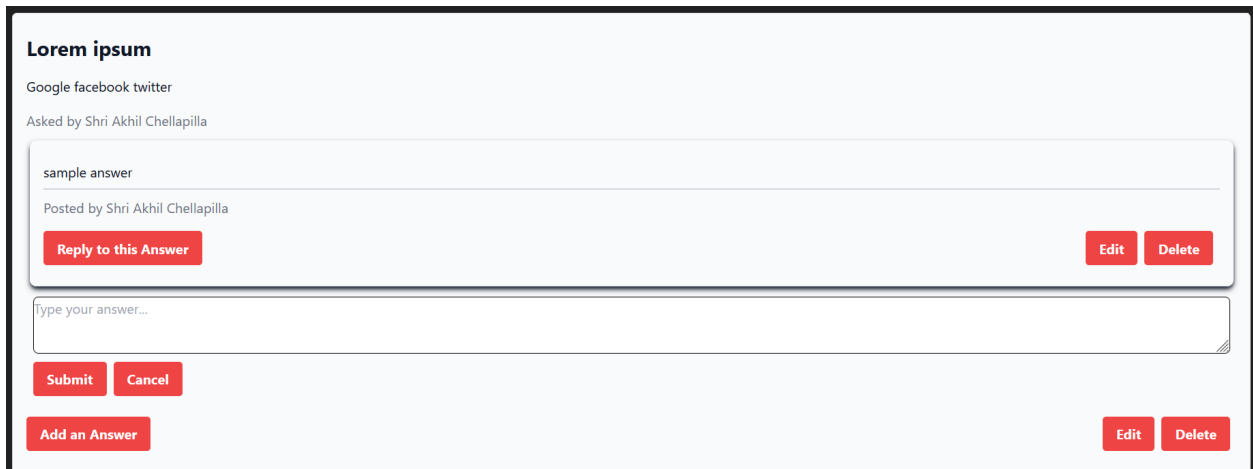 Lorem ipsum
Google facebook twitter
Asked by Shri Akhil Chellapilla
sample answer
Posted by Shri Akhil Chellapilla
Reply to this Answer Edit Delete
Type your answer...
Submit Cancel
Add an Answer Edit Delete